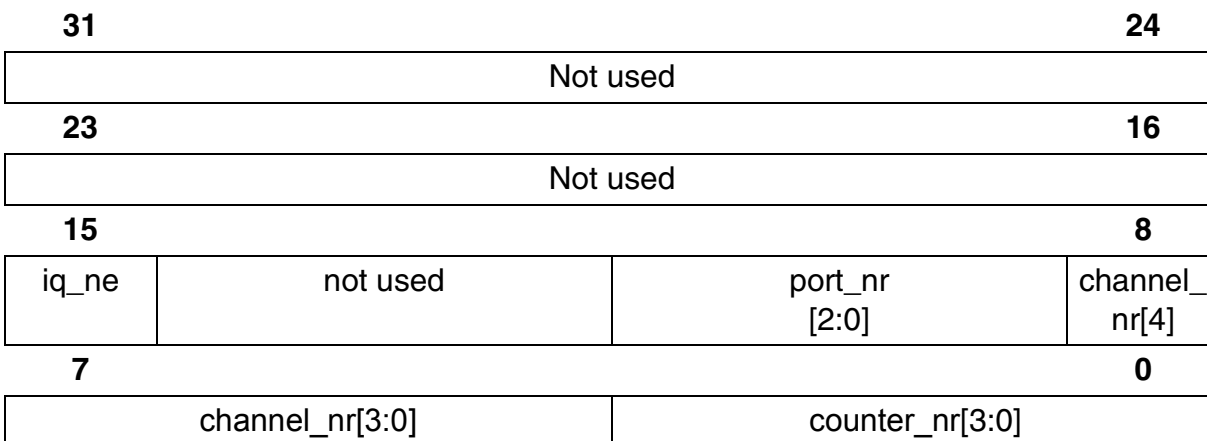 31 24
Not used
23 16
Not used
15 8
iq_ne not used port_nr channel_
[2:0] nr[4]
7 0
channel_nr[3:0] counter_nr[3:0]